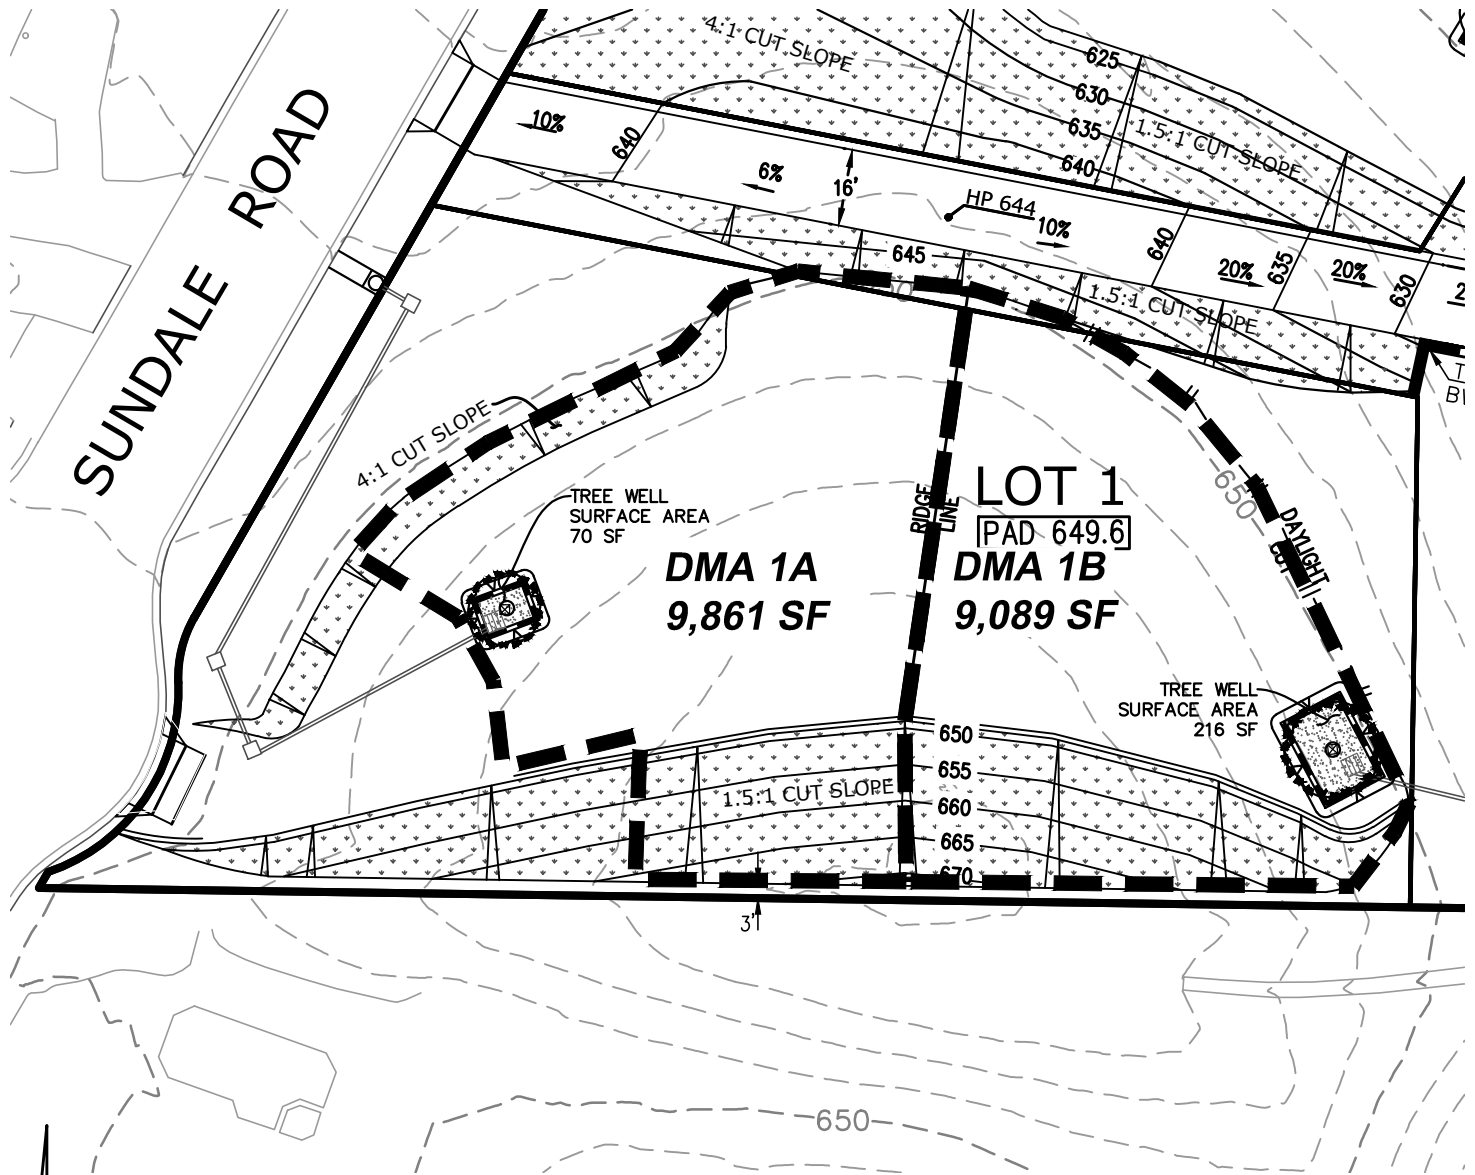 4:1 CUT SLOPE
625
630
635
640
1.5:1 CUT SLOPE
10%
640
6%
16'
HP 644
10%
640
20%
635
20%
630
645
1.5:1 CUT SLOPE
SUNDALE ROAD
4:1 CUT SLOPE
TREE WELL
SURFACE AREA
70 SF
RIDGE
LINE
LOT 1
PAD 649.6
650
DAYLIGHT
CUT
DMA 1A
9,861 SF
DMA 1B
9,089 SF
TREE WELL
SURFACE AREA
216 SF
650
655
660
665
670
1.5:1 CUT SLOPE
3'
650